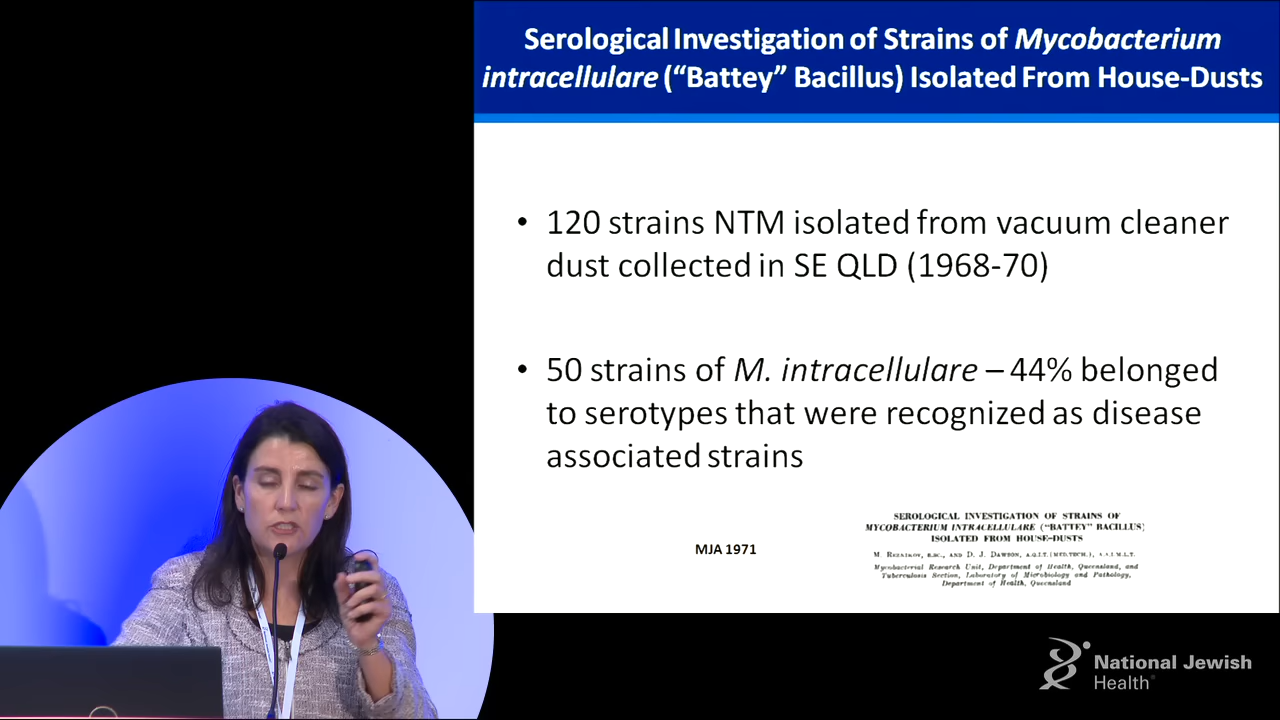 Serological Investigation of Strains of Mycobacterium
intracellulare (“Battey” Bacillus) Isolated From House-Dusts
• 120 strains NTM isolated from vacuum cleaner
dust collected in SE QLD (1968-70)
• 50 strains of M. intracellulare – 44% belonged
to serotypes that were recognized as disease
associated strains
MJA 1971
SEROLOGICAL INVESTIGATION OF STRAINS OF
MYCOBACTERIUM INTRACELLULARE (“BATTEY” BACILLUS)
ISOLATED FROM HOUSE-DUSTS
M. REZNIKOV, B.SC., AND D. J. DAWSON, A.Q.I.T.(MED.TECH.), A.A.I.M.L.T.
Mycobacterial Research Unit, Department of Health, Queensland, and
Tuberculosis Section, Laboratory of Microbiology and Pathology,
Department of Health, Queensland
National Jewish
Health®